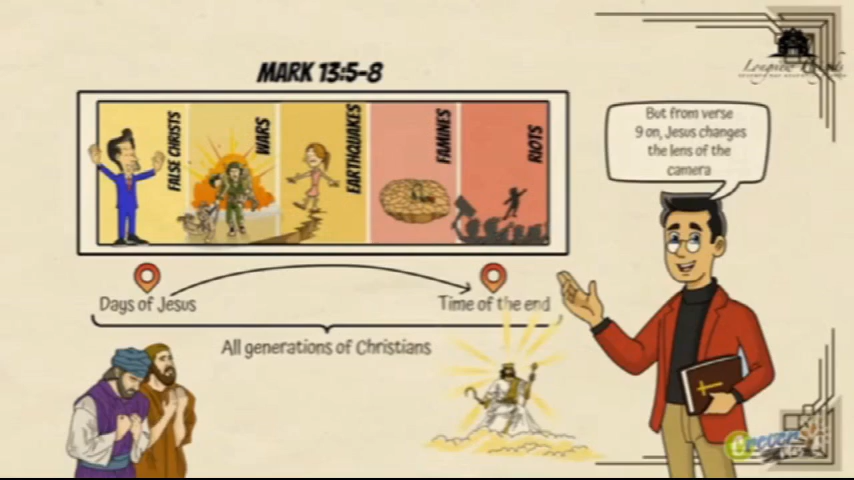 MARK 13:5-8
FALSE CHRISTS
WARS
EARTHQUAKES
FAMINES
RIOTS
But from verse
9 on, Jesus changes
the lens of the
camera
Days of Jesus
Time of the end
All generations of Christians